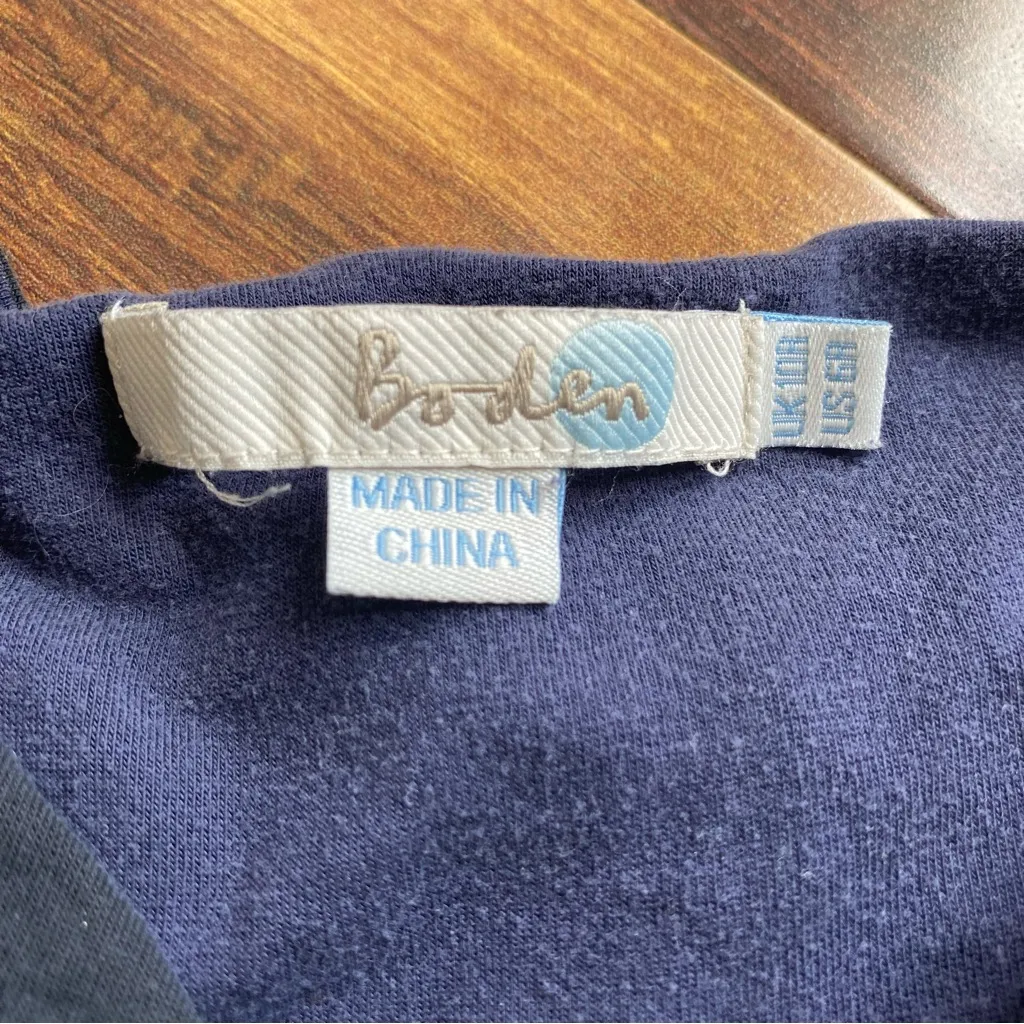 Boden
MADE IN
CHINA
UK 10R
US 6R